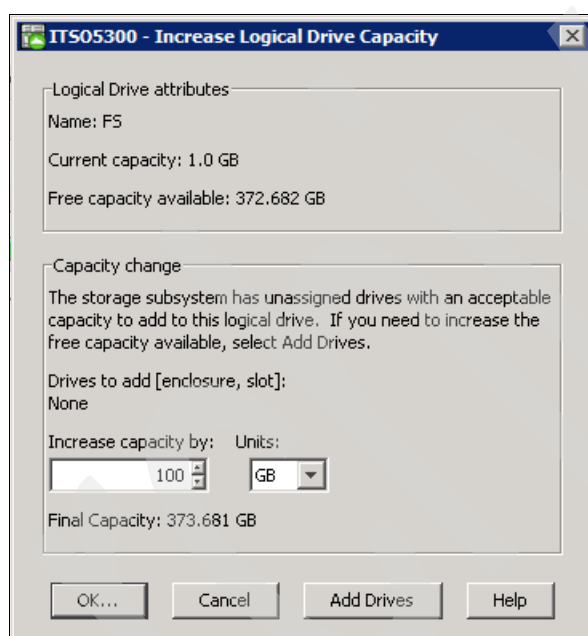 ITSO5300 - Increase Logical Drive Capacity
Logical Drive attributes
Name: FS
Current capacity: 1.0 GB
Free capacity available: 372.682 GB
Capacity change
The storage subsystem has unassigned drives with an acceptable
capacity to add to this logical drive. If you need to increase the
free capacity available, select Add Drives.
Drives to add [enclosure, slot]:
None
Increase capacity by: Units:
100 GB
Final Capacity: 373.681 GB
OK... Cancel Add Drives Help